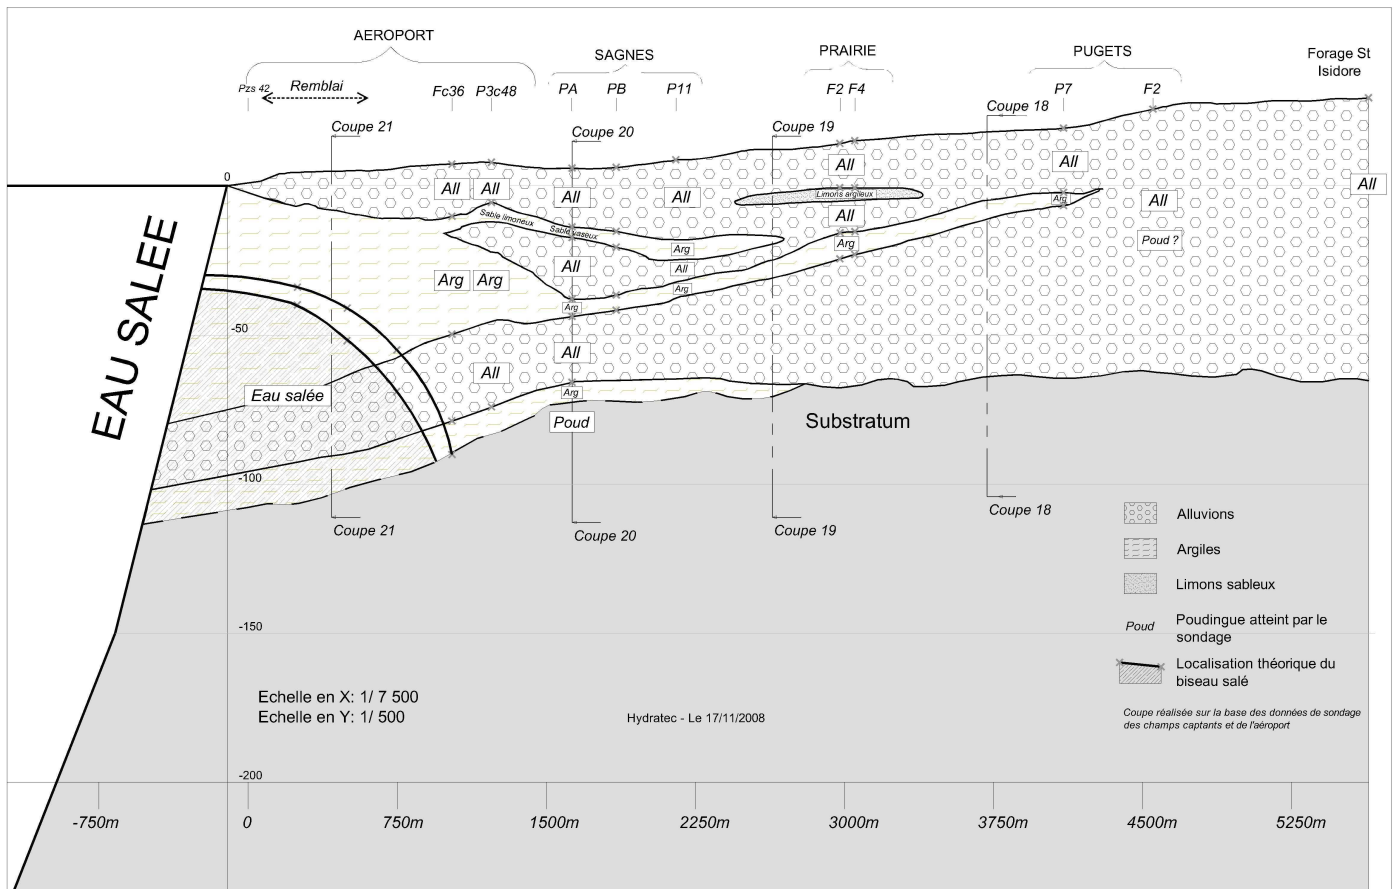 AEROPORT
SAGNES
PRAIRIE
PUGETS
Forage St
Isidore
Pzs 42
Remblai
Fc36
P3c48
PA
PB
P11
F2
F4
P7
F2
Coupe 21
Coupe 20
Coupe 19
Coupe 18
0
All
All
All
All
All
All
All
All
Limons argileux
Arg
All
Sable limoneux
Sable vaseux
Arg
Arg
Poud ?
All
All
Arg
Arg
Arg
Arg
EAU SALEE
-50
All
All
Eau salée
Arg
Poud
Substratum
-100
Coupe 21
Coupe 20
Coupe 19
Coupe 18
Alluvions
Argiles
Limons sableux
Poud
Poudingue atteint par le
sondage
Localisation théorique du
biseau salé
-150
Echelle en X: 1/ 7 500
Echelle en Y: 1/ 500
Hydratec - Le 17/11/2008
Coupe réalisée sur la base des données de sondage
des champs captants et de l'aéroport
-200
-750m
0
750m
1500m
2250m
3000m
3750m
4500m
5250m